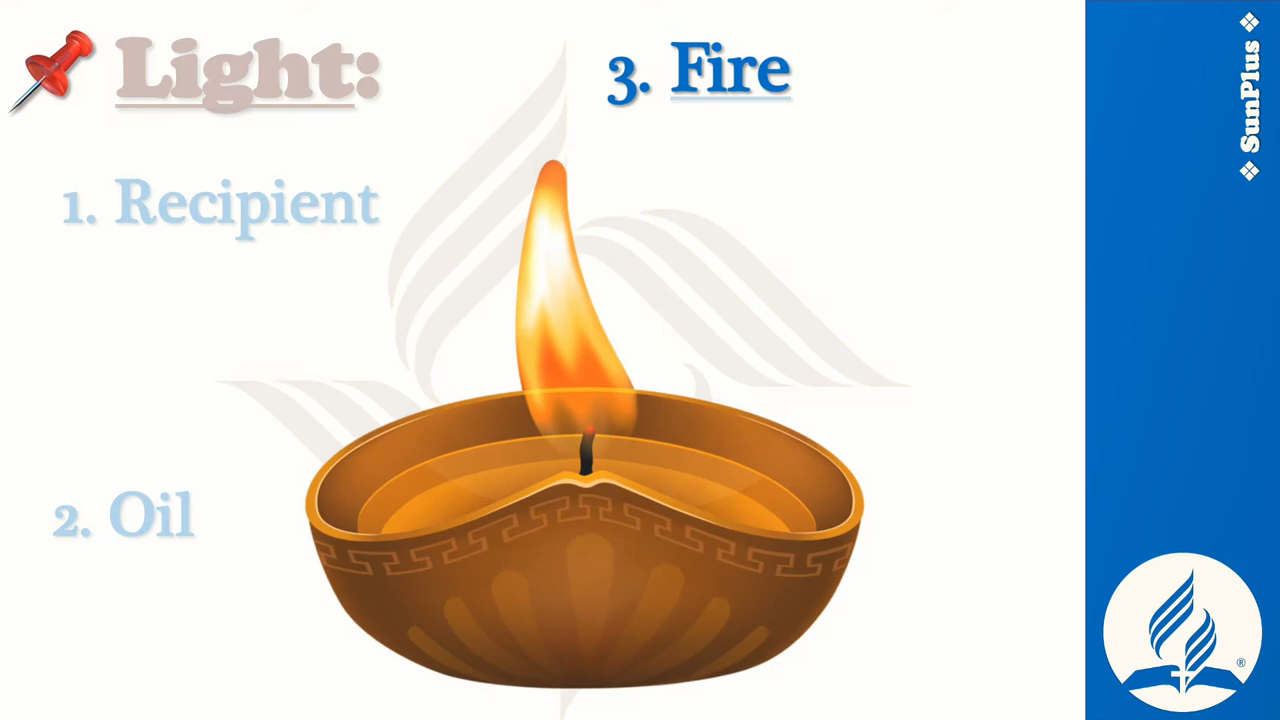 Light:
1. Recipient
2. Oil
3. Fire
❖ SunPlus ❖
®